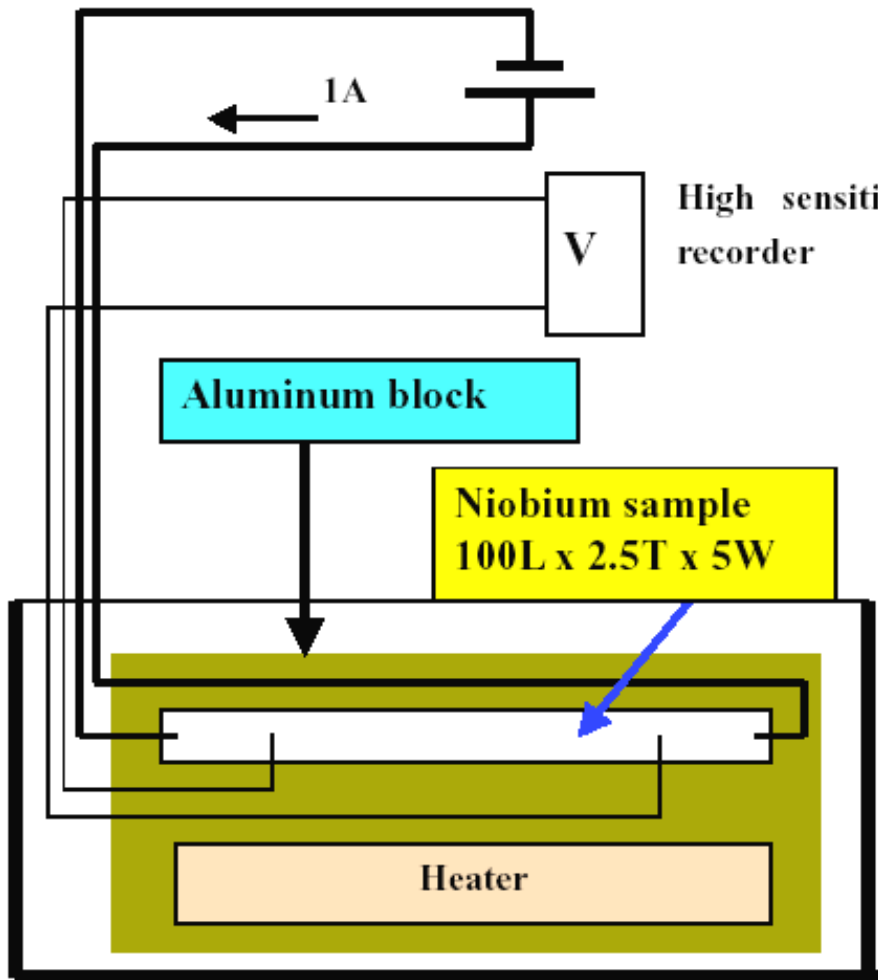 1A
High sensiti
V
recorder
Aluminum block
Niobium sample
100L x 2.5T x 5W
Heater